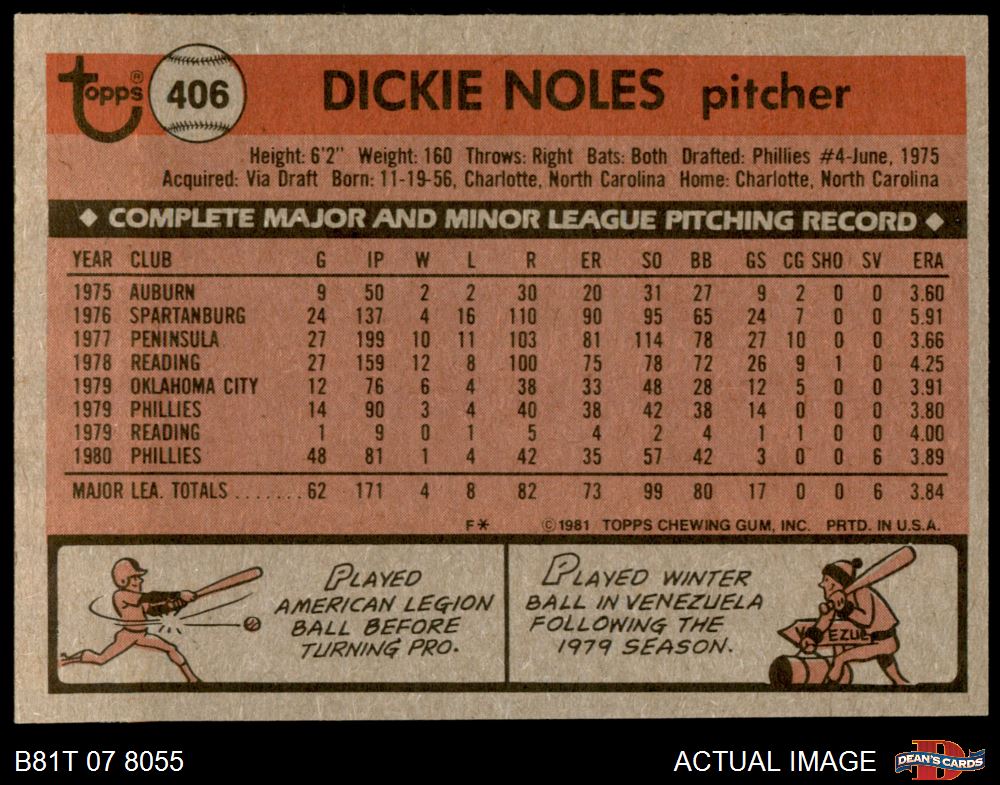 topps® 406 DICKIE NOLES pitcher
Height: 6'2" Weight: 160 Throws: Right Bats: Both Drafted: Phillies #4-June, 1975
Acquired: Via Draft Born: 11-19-56, Charlotte, North Carolina Home: Charlotte, North Carolina
◆ COMPLETE MAJOR AND MINOR LEAGUE PITCHING RECORD ◆
YEAR CLUB G IP W L R ER SO BB GS CG SHO SV ERA
1975 AUBURN 9 50 2 2 30 20 31 27 9 2 0 0 3.60
1976 SPARTANBURG 24 137 4 16 110 90 95 65 24 7 0 0 5.91
1977 PENINSULA 27 199 10 11 103 81 114 78 27 10 0 0 3.66
1978 READING 27 159 12 8 100 75 78 72 26 9 1 0 4.25
1979 OKLAHOMA CITY 12 76 6 4 38 33 48 28 12 5 0 0 3.91
1979 PHILLIES 14 90 3 4 40 38 42 38 14 0 0 0 3.80
1979 READING 1 9 0 1 5 4 2 4 1 1 0 0 4.00
1980 PHILLIES 48 81 1 4 42 35 57 42 3 0 0 6 3.89
MAJOR LEA. TOTALS.......62 171 4 8 82 73 99 80 17 0 0 6 3.84
F* ©1981 TOPPS CHEWING GUM, INC. PRTD. IN U.S.A.
PLAYED
AMERICAN LEGION
BALL BEFORE
TURNING PRO.
PLAYED WINTER
BALL IN VENEZUELA
FOLLOWING THE
1979 SEASON.
B81T 07 8055 ACTUAL IMAGE DEAN'S CARDS